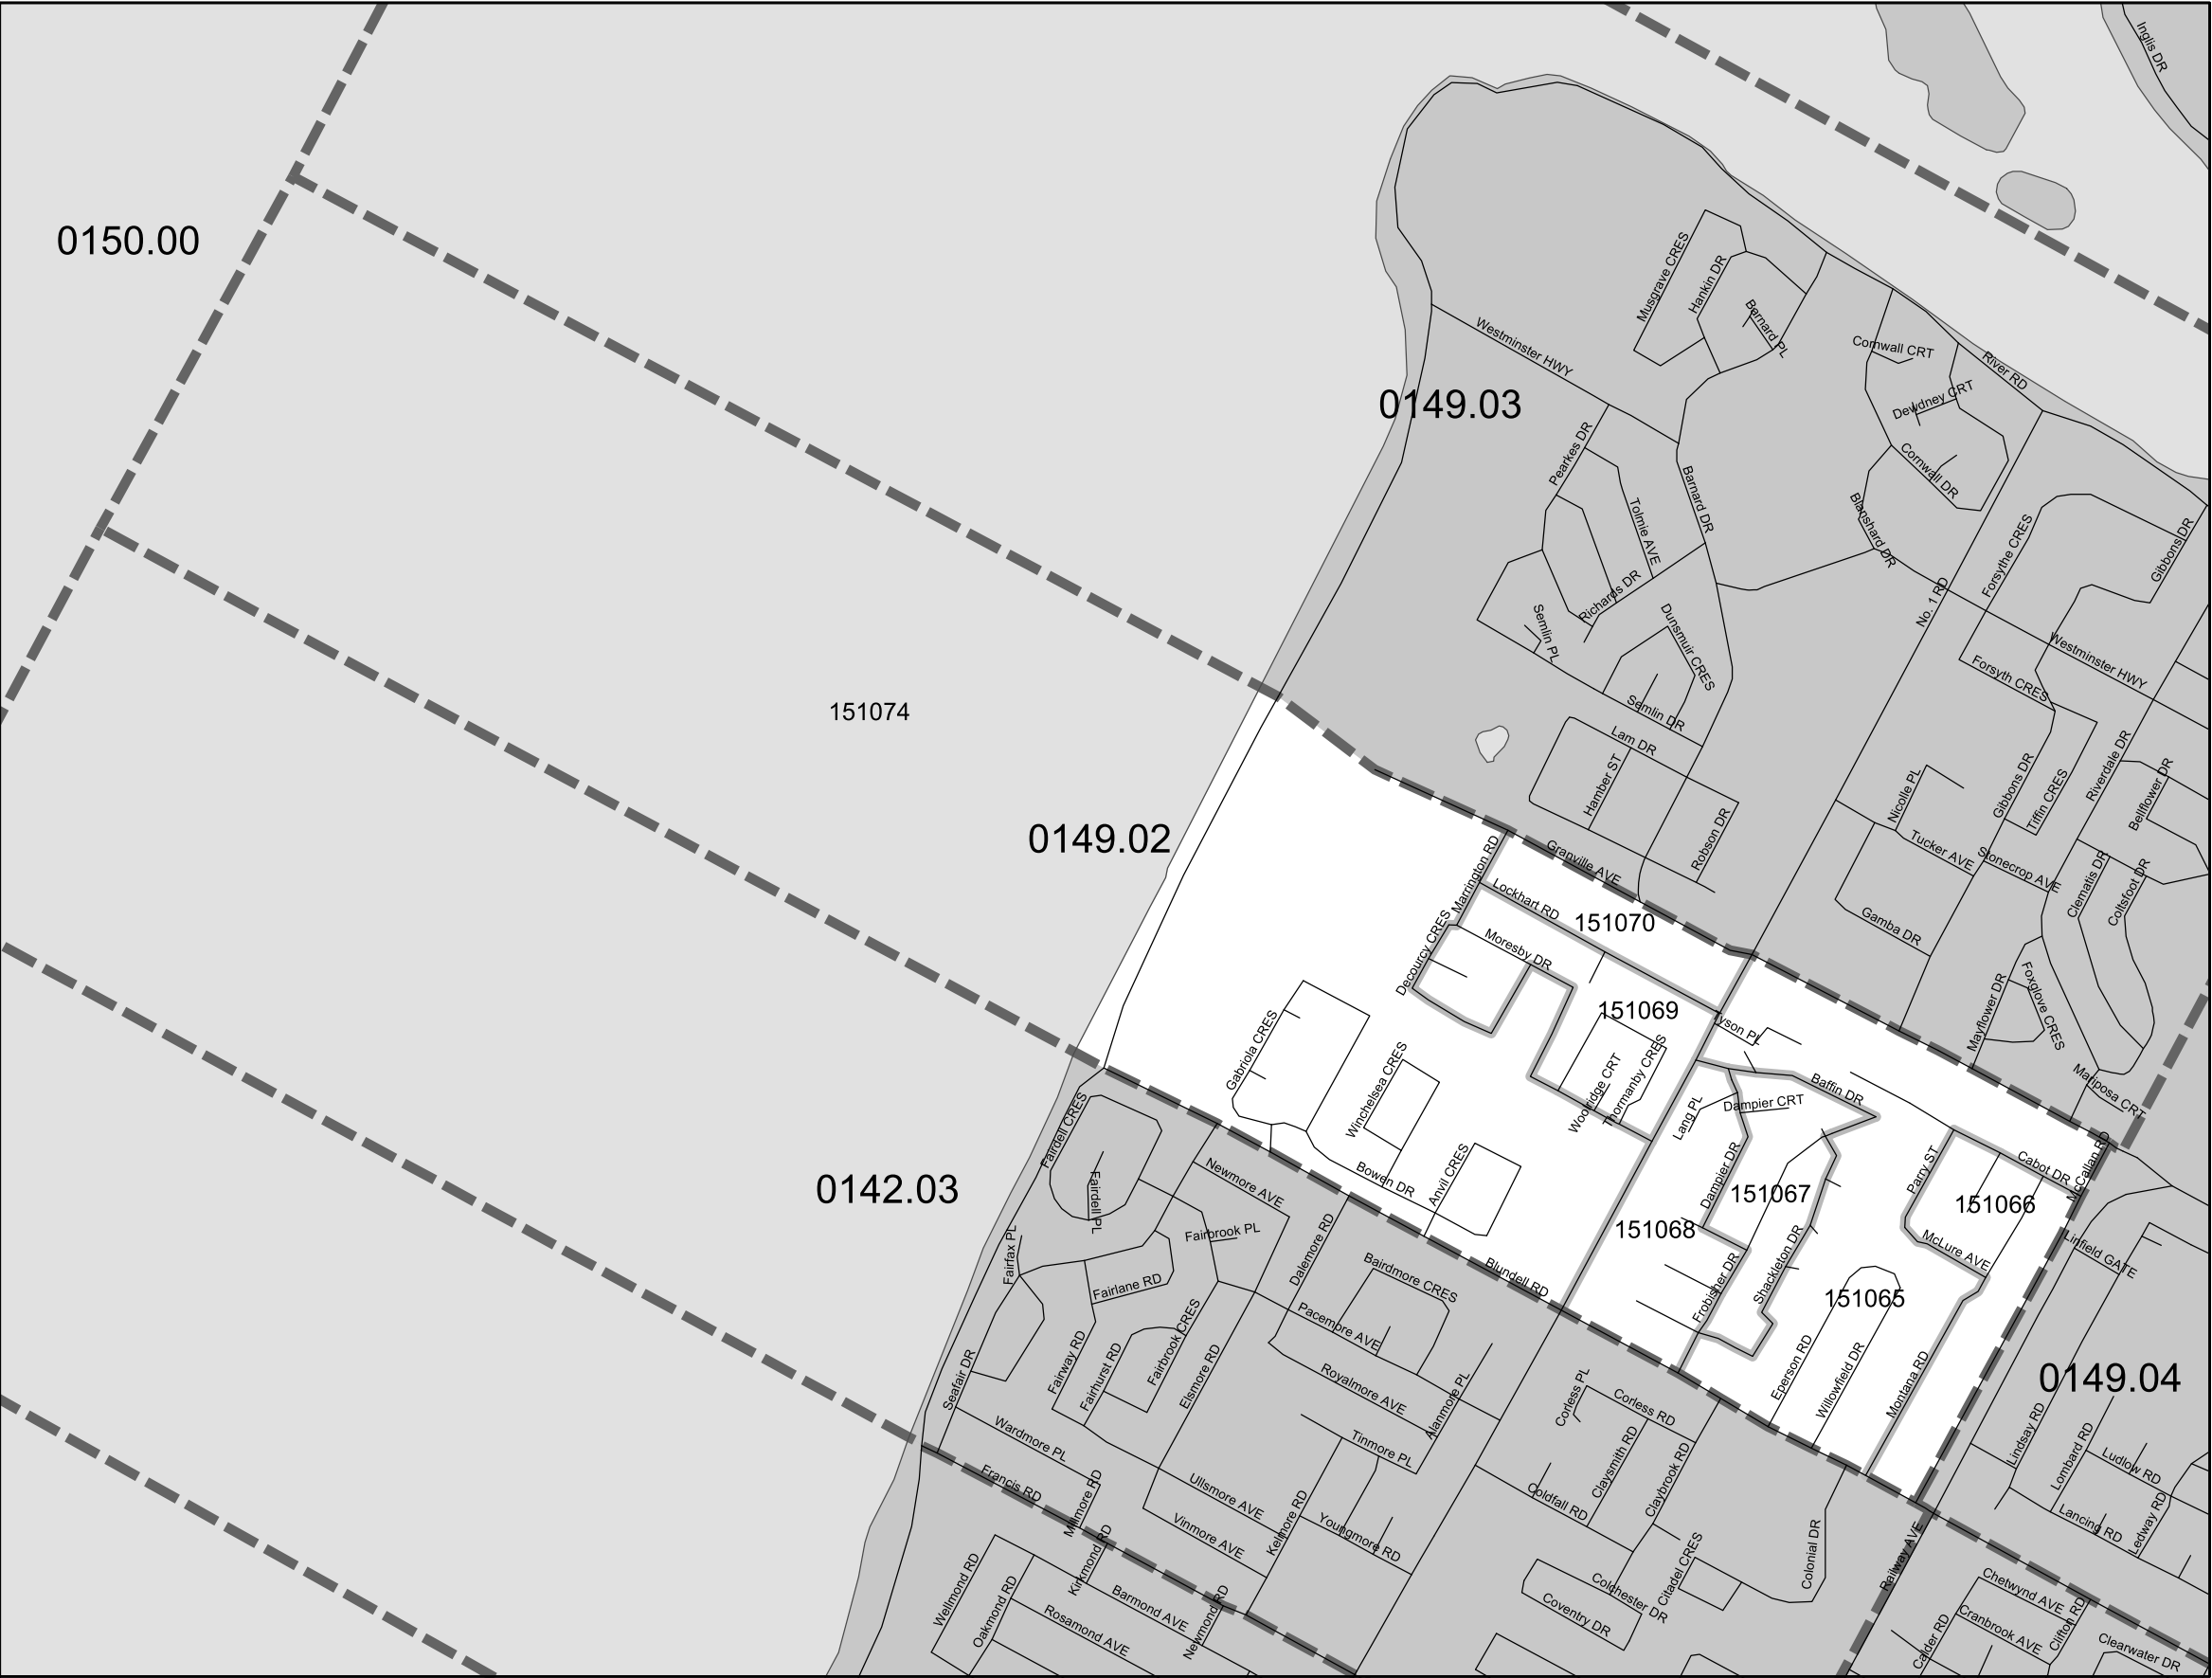 Inglis DR
0150.00
Musgrave CRES
Hankin DR
Barnard PL
Westminster HWY
Cornwall CRT
River RD
Dewdney CRT
0149.03
Pearkes DR
Cornwall DR
Barnard DR
Tolmie AVE
Blanshard DR
Forsythe CRES
Gibbons DR
Richards DR
No. 1 RD
Semlin PL
Dunsmuir CRES
Westminster HWY
Forsyth CRES
151074
Semlin DR
Lam DR
Hamber ST
Riverdale DR
Gibbons DR
Tiffin CRES
Nicolle PL
Bellflower DR
0149.02
Robson DR
Tucker AVE
Stonecrop AVE
Granville AVE
Marrington RD
Lockhart RD
Clematis DR
Coltsfoot DR
151070
Gamba DR
Decourcy CRES
Moresby DR
151069
Foxglove CRES
Mayflower DR
Tyson PL
Gabriola CRES
Winchelsea CRES
Wooridge CRT
Thormanby CRES
Baffin DR
Mariposa CRT
Dampier CRT
Lang PL
Fairdell CRES
0142.03
Fairdell PL
Newmore AVE
Bowen DR
Anvil CRES
Dampier DR
151067
Parry ST
Cabot DR
McCallan RD
151066
151068
Fairbrook PL
Dalemore RD
Fairfax PL
McLure AVE
Linfield GATE
Shackleton DR
Blundell RD
Frobisher DR
Bairdmore CRES
Fairlane RD
151065
Pacemore AVE
Fairbrook CRES
Fairway RD
Fairhurst RD
Seafair DR
Elsmore RD
Royalmore AVE
Eperson RD
Willowfield DR
Montana RD
0149.04
Alanmore PL
Corless PL
Corless RD
Wardmore PL
Tinmore PL
Lindsay RD
Lombard RD
Ludlow RD
Claysmith RD
Claybrook RD
Francis RD
Millmore RD
Ullsmore AVE
Coldfall RD
Lancing RD
Ledway RD
Vinmore AVE
Kelmore RD
Youngmore RD
Kirkmond RD
Colonial DR
Railway AVE
Citadel CRES
Wellmond RD
Oakmond RD
Barmond AVE
Colchester DR
Coventry DR
Chetwynd AVE
Cranbrook AVE
Clifton RD
Rosamond AVE
Newmond RD
Calder RD
Clearwater DR